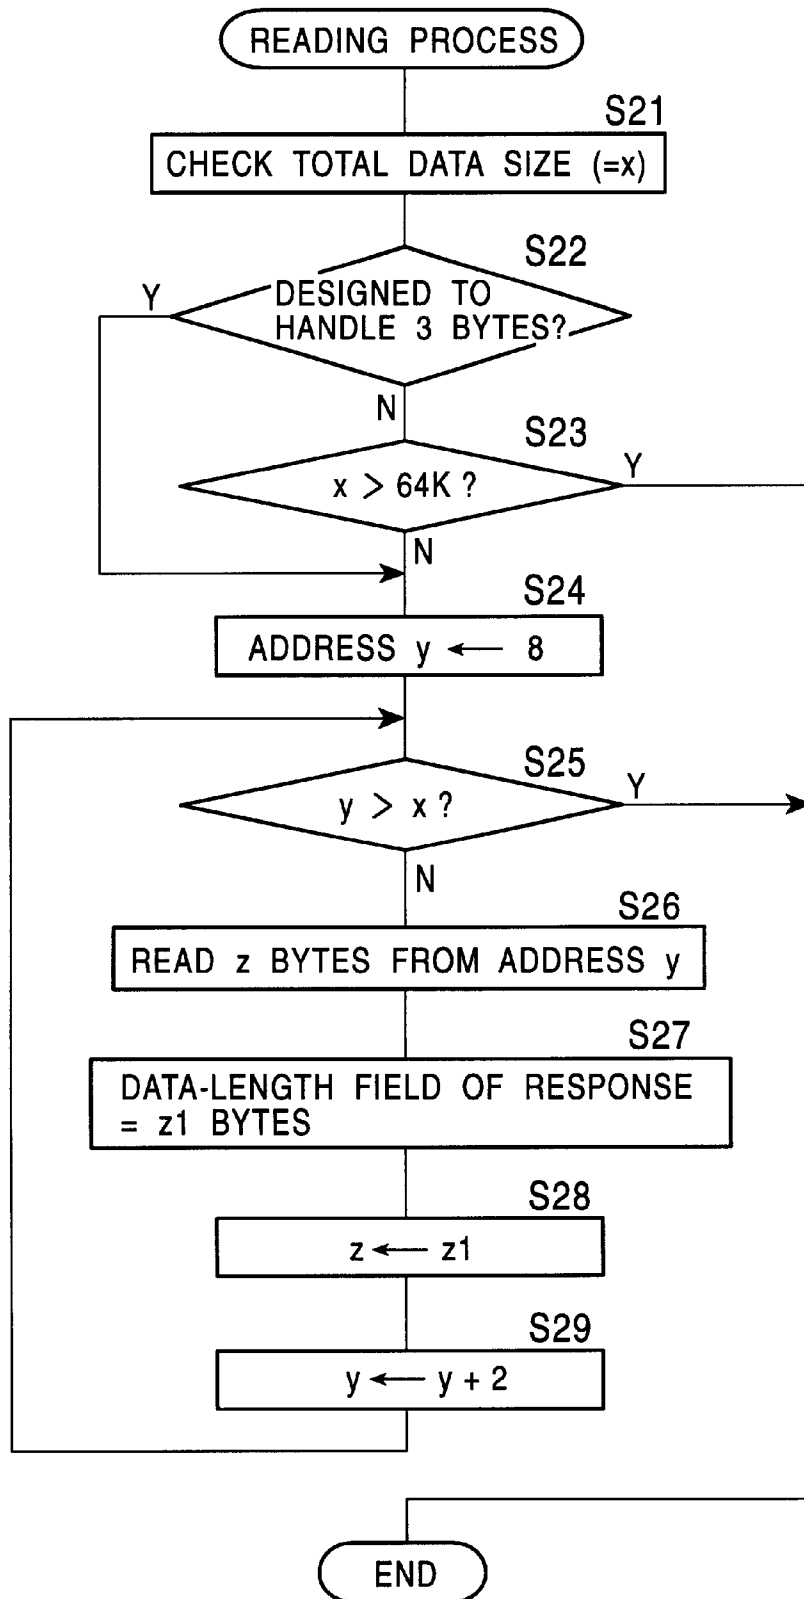 READING PROCESS
S21
CHECK TOTAL DATA SIZE (=x)
S22
Y
DESIGNED TO
HANDLE 3 BYTES?
N
S23
Y
x > 64K ?
N
S24
ADDRESS y ← 8
S25
Y
y > x ?
N
S26
READ z BYTES FROM ADDRESS y
S27
DATA-LENGTH FIELD OF RESPONSE
= z1 BYTES
S28
z ← z1
S29
y ← y + 2
END